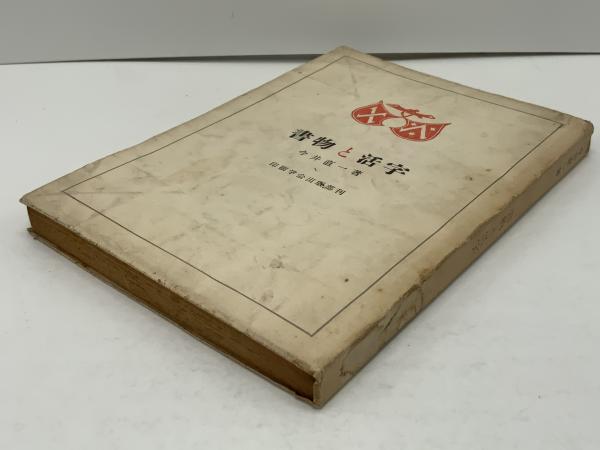 書物と活字
今井直一著
印刷学会出版部刊